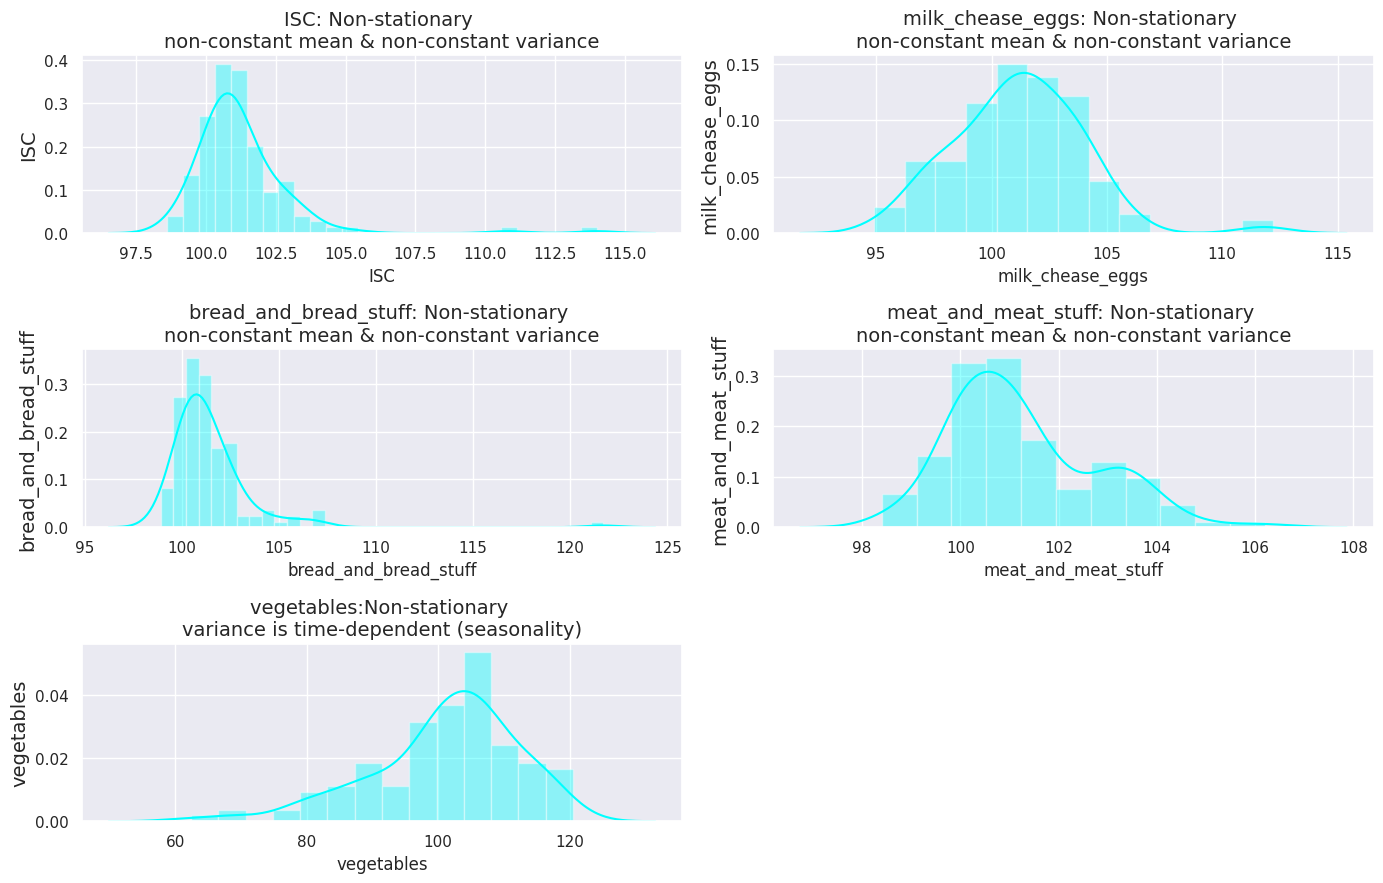 ISC: Non-stationary
non-constant mean & non-constant variance
ISC
0.4
0.3
0.2
0.1
0.0
97.5 100.0 102.5 105.0 107.5 110.0 112.5 115.0
ISC
milk_chease_eggs: Non-stationary
non-constant mean & non-constant variance
milk_chease_eggs
0.15
0.10
0.05
0.00
95 100 105 110 115
milk_chease_eggs
bread_and_bread_stuff: Non-stationary
non-constant mean & non-constant variance
bread_and_bread_stuff
0.3
0.2
0.1
0.0
95 100 105 110 115 120 125
bread_and_bread_stuff
meat_and_meat_stuff: Non-stationary
non-constant mean & non-constant variance
meat_and_meat_stuff
0.3
0.2
0.1
0.0
98 100 102 104 106 108
meat_and_meat_stuff
vegetables:Non-stationary
variance is time-dependent (seasonality)
vegetables
0.04
0.02
0.00
60 80 100 120
vegetables